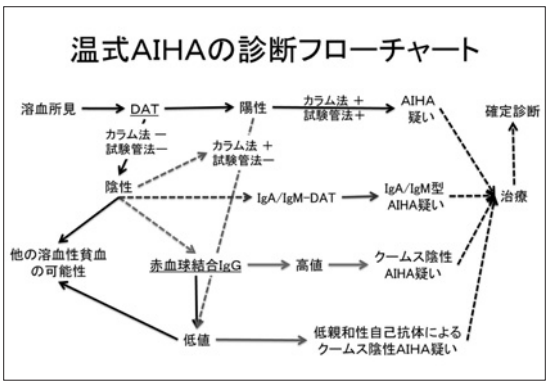 温式AIHAの診断フローチャート
溶血所見
DAT
陽性
カラム法 +
試験管法+
AIHA
疑い
確定診断
カラム法 －
試験管法－
カラム法 +
試験管法－
陰性
IgA/IgM-DAT
IgA/IgM型
AIHA疑い
治療
他の溶血性貧血
の可能性
赤血球結合IgG
高値
クームス陰性
AIHA疑い
低値
低親和性自己抗体による
クームス陰性AIHA疑い